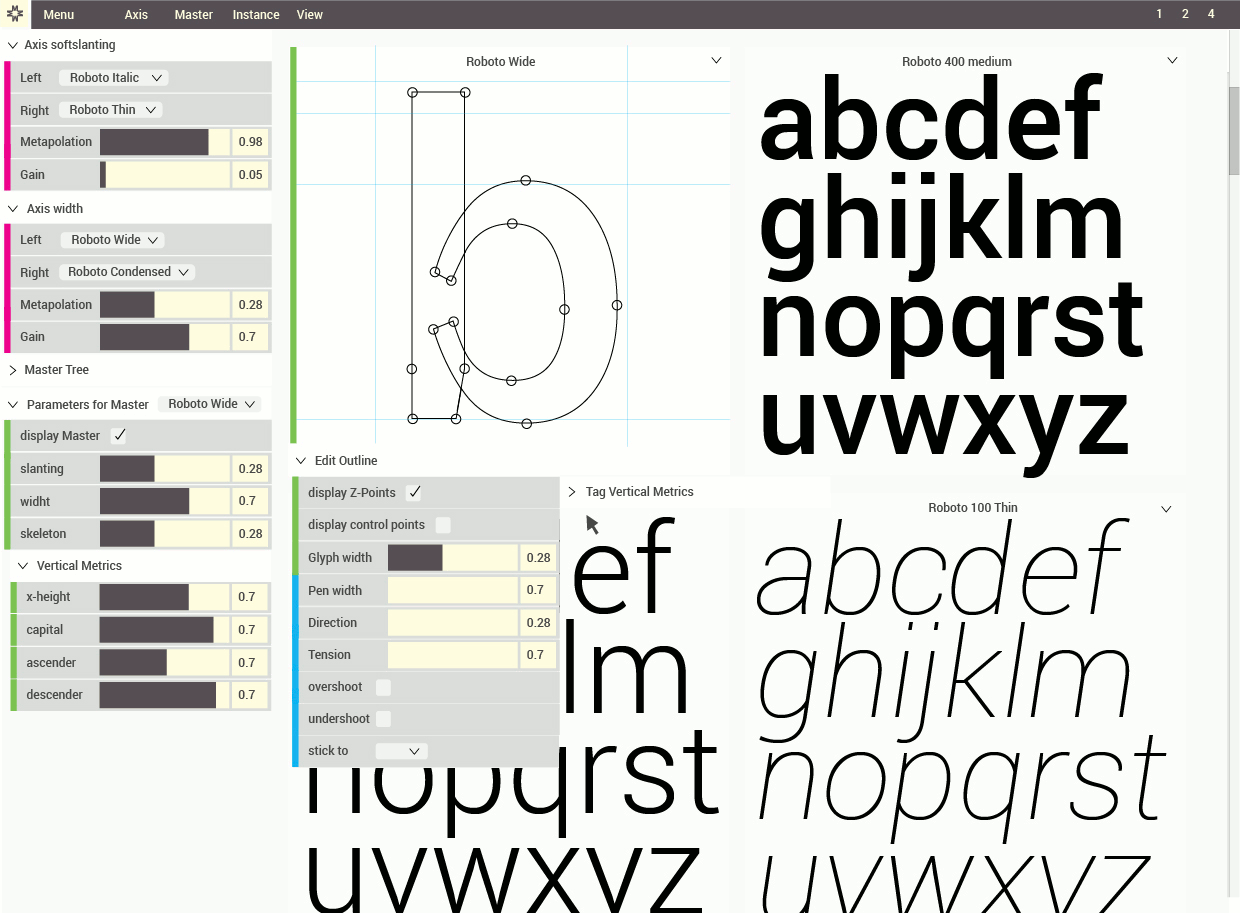 Menu Axis Master Instance View 1 2 4
Axis softslanting
Left Roboto Italic
Right Roboto Thin
Metapolation 0.98
Gain 0.05
Axis width
Left Roboto Wide
Right Roboto Condensed
Metapolation 0.28
Gain 0.7
Master Tree
Parameters for Master Roboto Wide
display Master
slanting 0.28
widht 0.7
skeleton 0.28
Vertical Metrics
x-height 0.7
capital 0.7
ascender 0.7
descender 0.7
Roboto Wide
b
Edit Outline
display Z-Points
display control points
Glyph width 0.28
Pen width 0.7
Direction 0.28
Tension 0.7
overshoot
undershoot
stick to
Tag Vertical Metrics
ef
lm
nopqrst
uvwxyz
Roboto 400 medium
abcdef
ghijklm
nopqrst
uvwxyz
Roboto 100 Thin
abcdef
ghijklm
nopqrst
uvwxyz